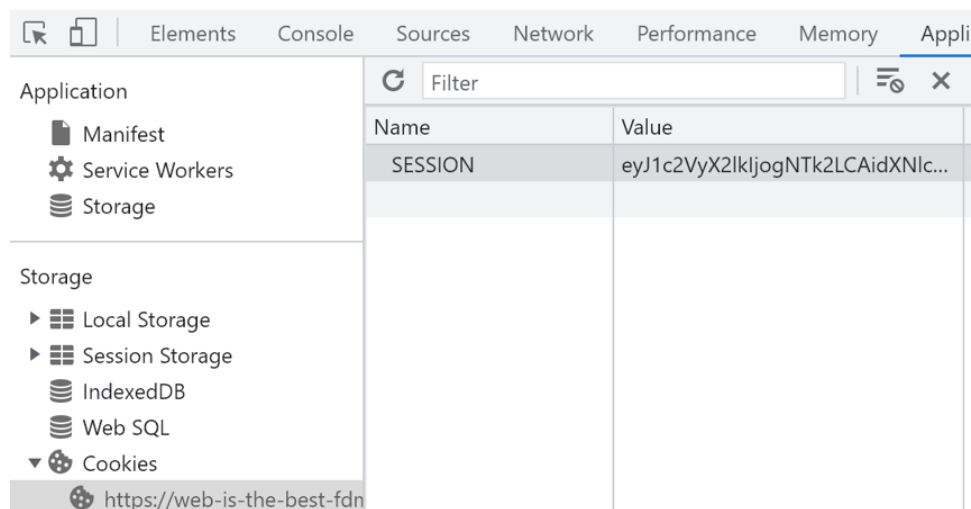 Elements Console Sources Network Performance Memory Appli
Application
Manifest
Service Workers
Storage
Storage
Local Storage
Session Storage
IndexedDB
Web SQL
Cookies
https://web-is-the-best-fdn
Filter
Name Value
SESSION eyJ1c2VyX2lkIjogNTk2LCAidXNlc...